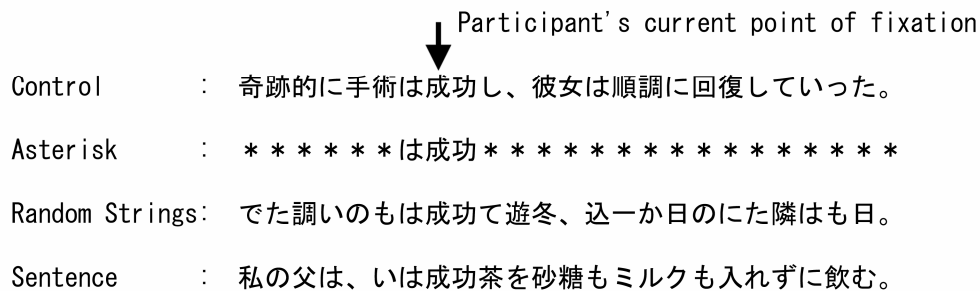 Participant's current point of fixation
Control : 奇跡的に手術は成功し、彼女は順調に回復していった。
Asterisk : ******は成功****************
Random Strings: でた調いのもは成功て遊冬、込一か日のにた隣はも日。
Sentence : 私の父は、いは成功茶を砂糖もミルクも入れずに飲む。